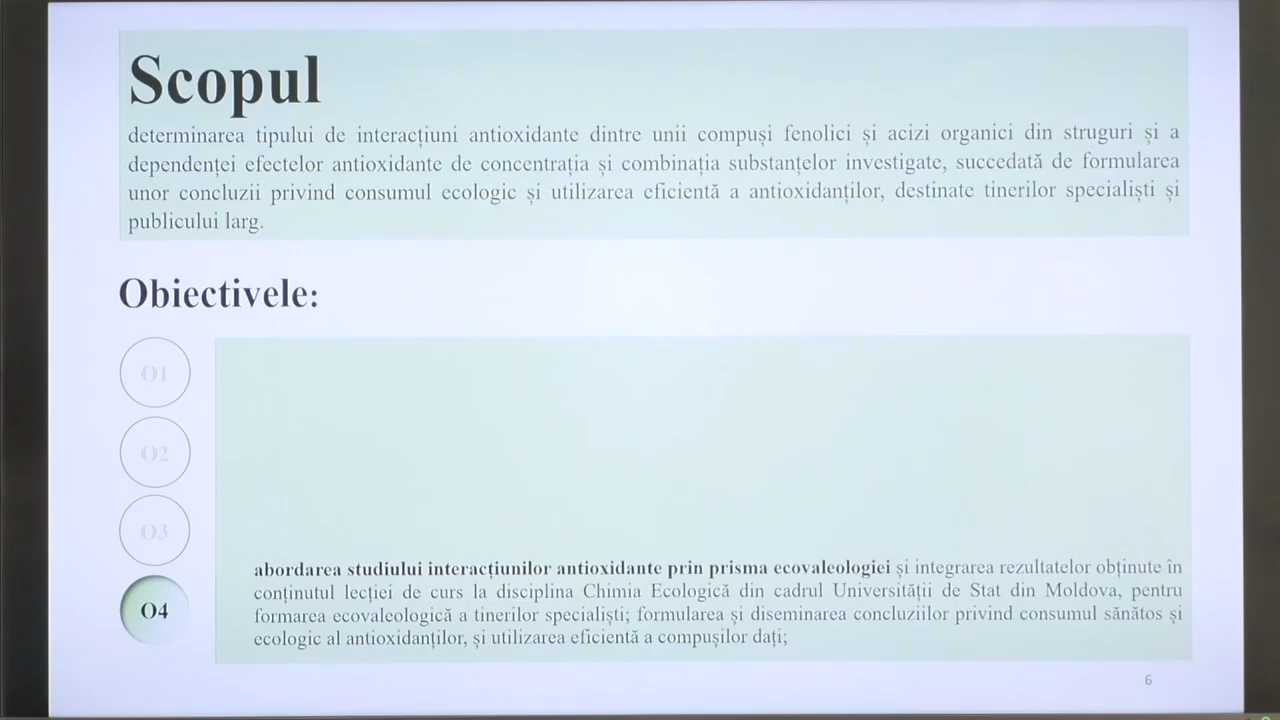 Scopul
determinarea tipului de interacțiuni antioxidante dintre unii compuși fenolici și acizi organici din struguri și a
dependenței efectelor antioxidante de concentrația și combinația substanțelor investigate, succedată de formularea
unor concluzii privind consumul ecologic și utilizarea eficientă a antioxidanților, destinate tinerilor specialiști și
publicului larg.
Obiectivele:
O1
O2
O3
O4
abordarea studiului interacțiunilor antioxidante prin prisma ecovaleologiei și integrarea rezultatelor obținute în
conținutul lecției de curs la disciplina Chimia Ecologică din cadrul Universității de Stat din Moldova, pentru
formarea ecovaleologică a tinerilor specialiști; formularea și diseminarea concluziilor privind consumul sănătos și
ecologic al antioxidanților, și utilizarea eficientă a compușilor dați;
6